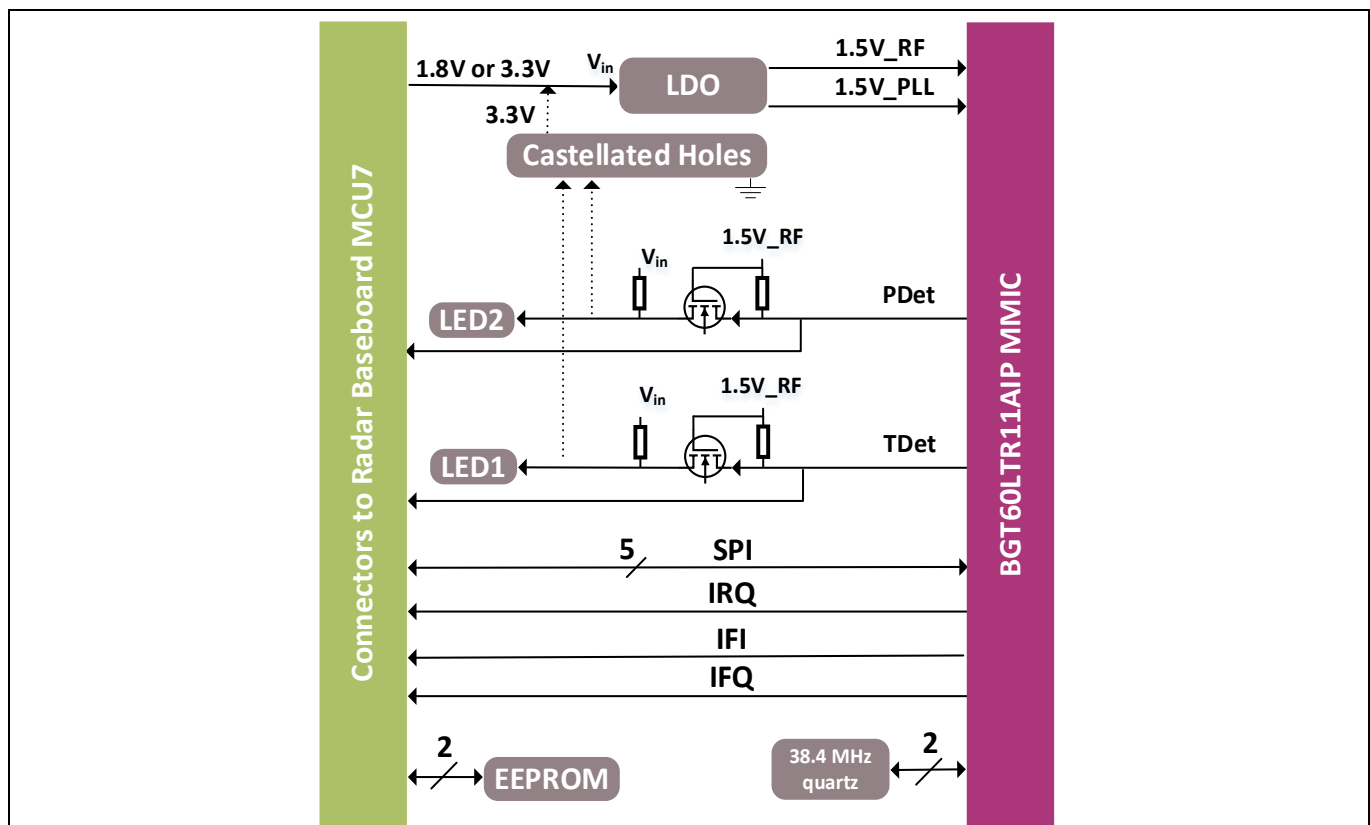 Connectors to Radar Baseboard MCU7
1.8V or 3.3V
Vin
LDO
1.5V_RF
1.5V_PLL
3.3V
Castellated Holes
Vin
1.5V_RF
PDet
LED2
Vin
1.5V_RF
TDet
LED1
5
SPI
IRQ
IFI
IFQ
2
EEPROM
38.4 MHz
quartz
2
BGT60LTR11AIP MMIC